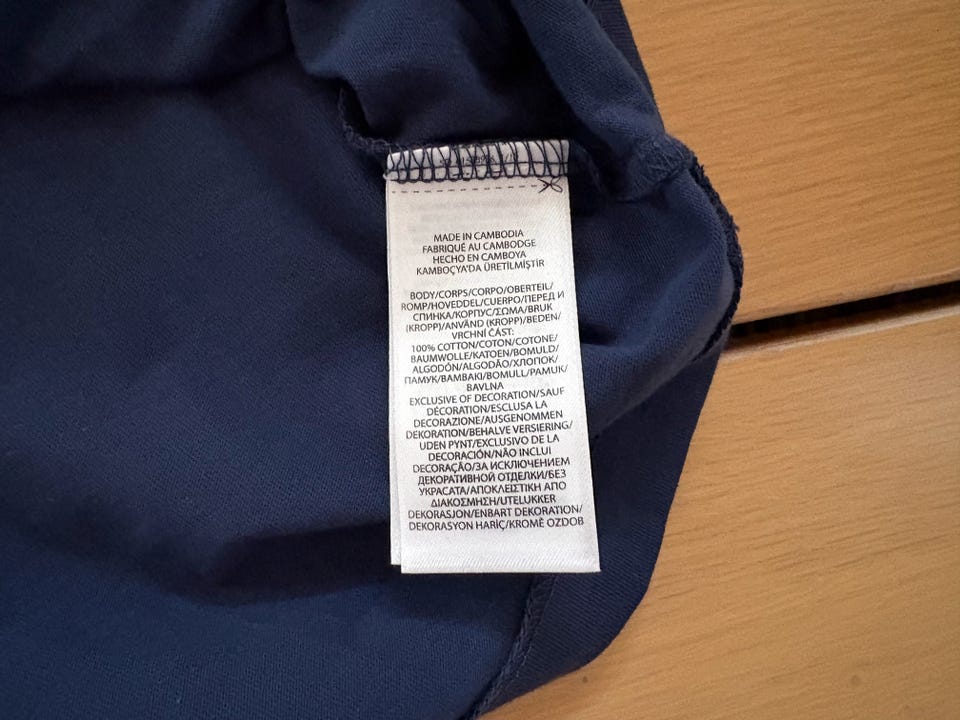 MADE IN CAMBODIA
FABRIQUÉ AU CAMBODGE
HECHO EN CAMBOYA
KAMBOÇYA'DA ÜRETİLMİŞTİR
BODY/CORPS/CORPO/OBERTEIL/
ROMP/HOVEDDEL/CUERPO/ПЕРЕД И
СПИНКА/КОРПУС/ΣΩΜΑ/BRUK
(KROPP)/ANVÄND (KROPP)/BEDEN/
VRCHNÍ ČÁST:
100% COTTON/COTON/COTONE/
BAUMWOLLE/KATOEN/BOMULD/
ALGODÓN/ALGODÃO/ХЛОПОК/
ПАМУК/ΒΑΜΒΑΚΙ/BOMULL/PAMUK/
BAVLNA
EXCLUSIVE OF DECORATION/SAUF
DÉCORATION/ESCLUSA LA
DECORAZIONE/AUSGENOMMEN
DEKORATION/BEHALVE VERSIERING/
UDEN PYNT/EXCLUSIVO DE LA
DECORACIÓN/NÃO INCLUI
DECORAÇÃO/ЗА ИСКЛЮЧЕНИЕМ
ДЕКОРАТИВНОЙ ОТДЕЛКИ/БЕЗ
УКРАСАТА/ΑΠΟΚΛΕΙΣΤΙΚΗ ΑΠΟ
ΔΙΑΚΟΣΜΗΣΗ/UTELUKKER
DEKORASJON/ENBART DEKORATION/
DEKORASYON HARİÇ/KROMĚ OZDOB